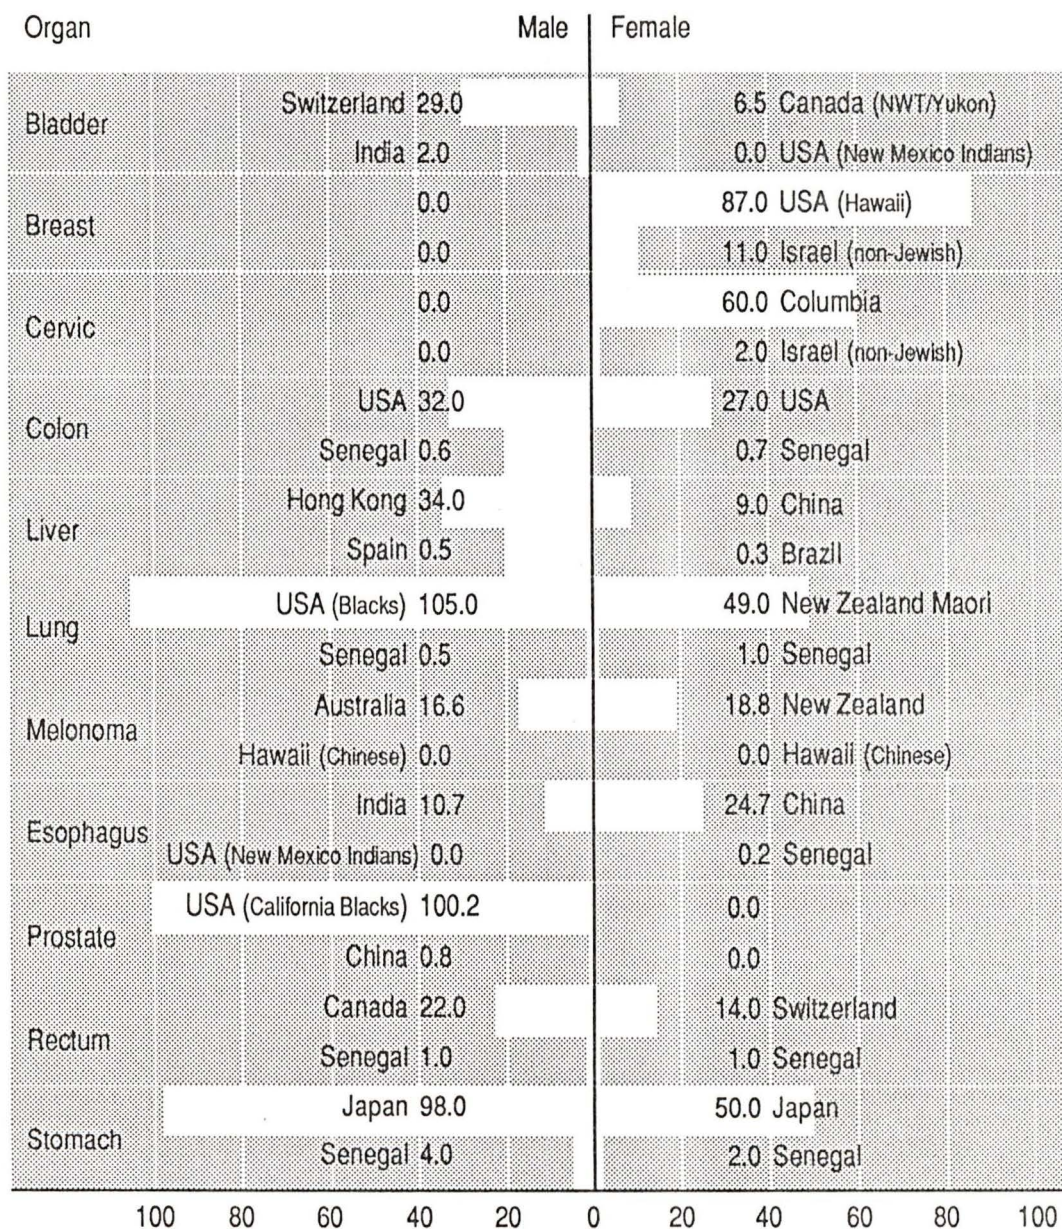 Organ Male Female
Switzerland 29.0 6.5 Canada (NWT/Yukon)
Bladder
India 2.0 0.0 USA (New Mexico Indians)
0.0 87.0 USA (Hawaii)
Breast
0.0 11.0 Israel (non-Jewish)
0.0 60.0 Columbia
Cervic
0.0 2.0 Israel (non-Jewish)
USA 32.0 27.0 USA
Colon
Senegal 0.6 0.7 Senegal
Hong Kong 34.0 9.0 China
Liver
Spain 0.5 0.3 Brazil
USA (Blacks) 105.0 49.0 New Zealand Maori
Lung
Senegal 0.5 1.0 Senegal
Australia 16.6 18.8 New Zealand
Melonoma
Hawaii (Chinese) 0.0 0.0 Hawaii (Chinese)
India 10.7 24.7 China
Esophagus
USA (New Mexico Indians) 0.0 0.2 Senegal
USA (California Blacks) 100.2 0.0
Prostate
China 0.8 0.0
Canada 22.0 14.0 Switzerland
Rectum
Senegal 1.0 1.0 Senegal
Japan 98.0 50.0 Japan
Stomach
Senegal 4.0 2.0 Senegal
100 80 60 40 20 0 20 40 60 80 100